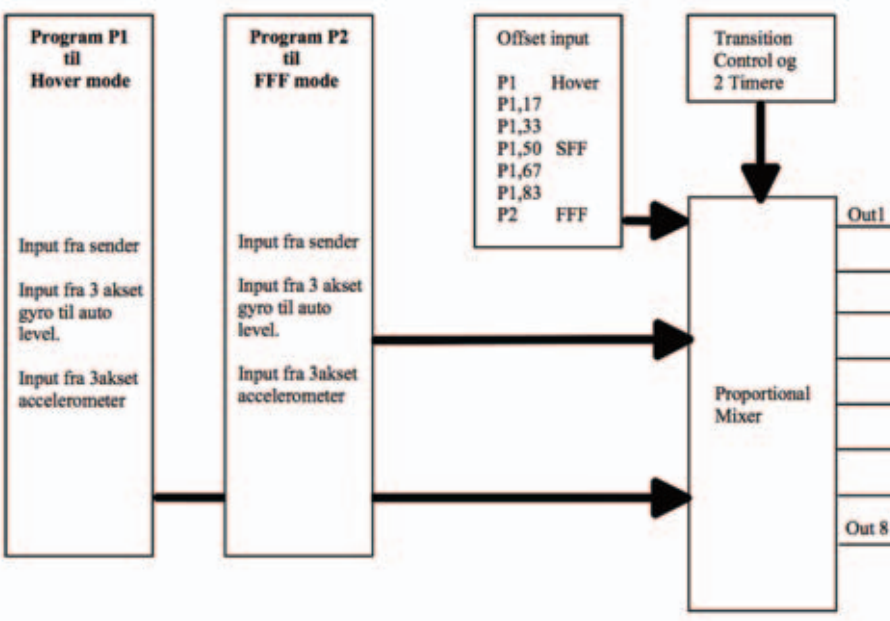 Program P1
til
Hover mode
Input fra sender
Input fra 3 akset
gyro til auto
level.
Input fra 3akset
accelerometer
Program P2
til
FFF mode
Input fra sender
Input fra 3 akset
gyro til auto
level.
Input fra 3akset
accelerometer
Offset input
P1 Hover
P1,17
P1,33
P1,50 SFF
P1,67
P1,83
P2 FFF
Transition
Control og
2 Timere
Proportional
Mixer
Out1
Out 8